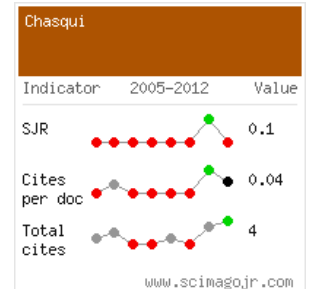 Chasqui
Indicator 2005-2012 Value
SJR 0.1
Cites
per doc 0.04
Total
cites 4
www.scimagojr.com